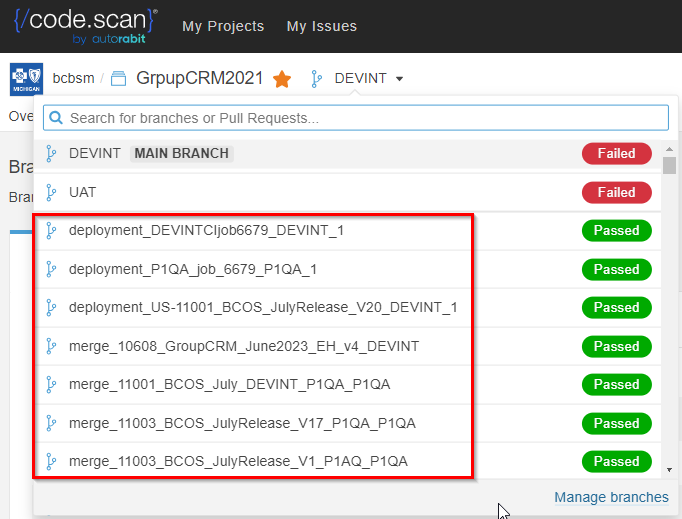 {/code.scan}®
by autorabit
My Projects
My Issues
MICHIGAN
bcbsm / GrpupCRM2021
DEVINT
Ove
Search for branches or Pull Requests...
Bra
Bran
DEVINT MAIN BRANCH Failed
UAT Failed
deployment_DEVINTCIjob6679_DEVINT_1 Passed
deployment_P1QA_job_6679_P1QA_1 Passed
deployment_US-11001_BCOS_JulyRelease_V20_DEVINT_1 Passed
merge_10608_GroupCRM_June2023_EH_v4_DEVINT Passed
merge_11001_BCOS_July_DEVINT_P1QA_P1QA Passed
merge_11003_BCOS_JulyRelease_V17_P1QA_P1QA Passed
merge_11003_BCOS_JulyRelease_V1_P1AQ_P1QA Passed
Manage branches